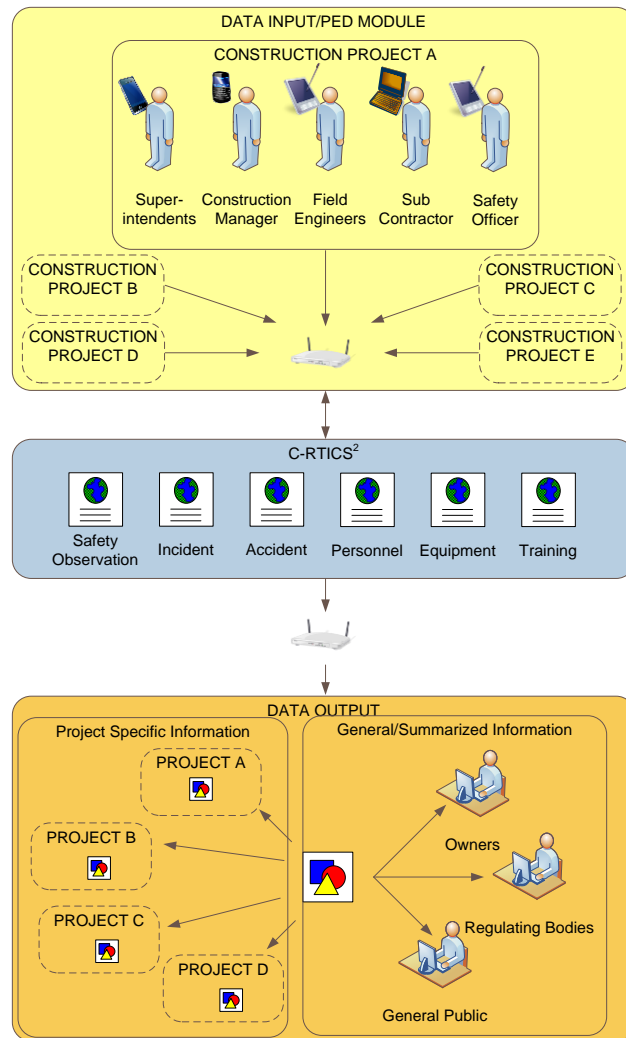 DATA INPUT/PED MODULE
CONSTRUCTION PROJECT A
Super-
intendents
Construction
Manager
Field
Engineers
Sub
Contractor
Safety
Officer
CONSTRUCTION
PROJECT B
CONSTRUCTION
PROJECT C
CONSTRUCTION
PROJECT D
CONSTRUCTION
PROJECT E
C-RTICS²
Safety
Observation
Incident
Accident
Personnel
Equipment
Training
DATA OUTPUT
Project Specific Information
General/Summarized Information
PROJECT A
PROJECT B
PROJECT C
PROJECT D
Owners
Regulating Bodies
General Public